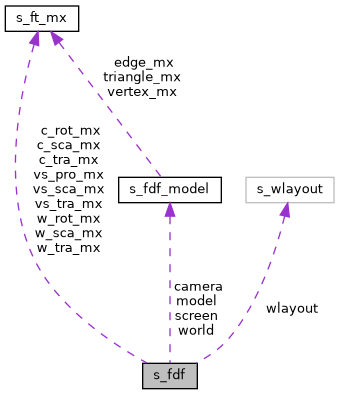 s_ft_mx
edge_mx
triangle_mx
vertex_mx
c_rot_mx
c_sca_mx
c_tra_mx
vs_pro_mx
vs_sca_mx
vs_tra_mx
w_rot_mx
w_sca_mx
w_tra_mx
s_fdf_model
s_wlayout
camera
model
screen
world
wlayout
s_fdf